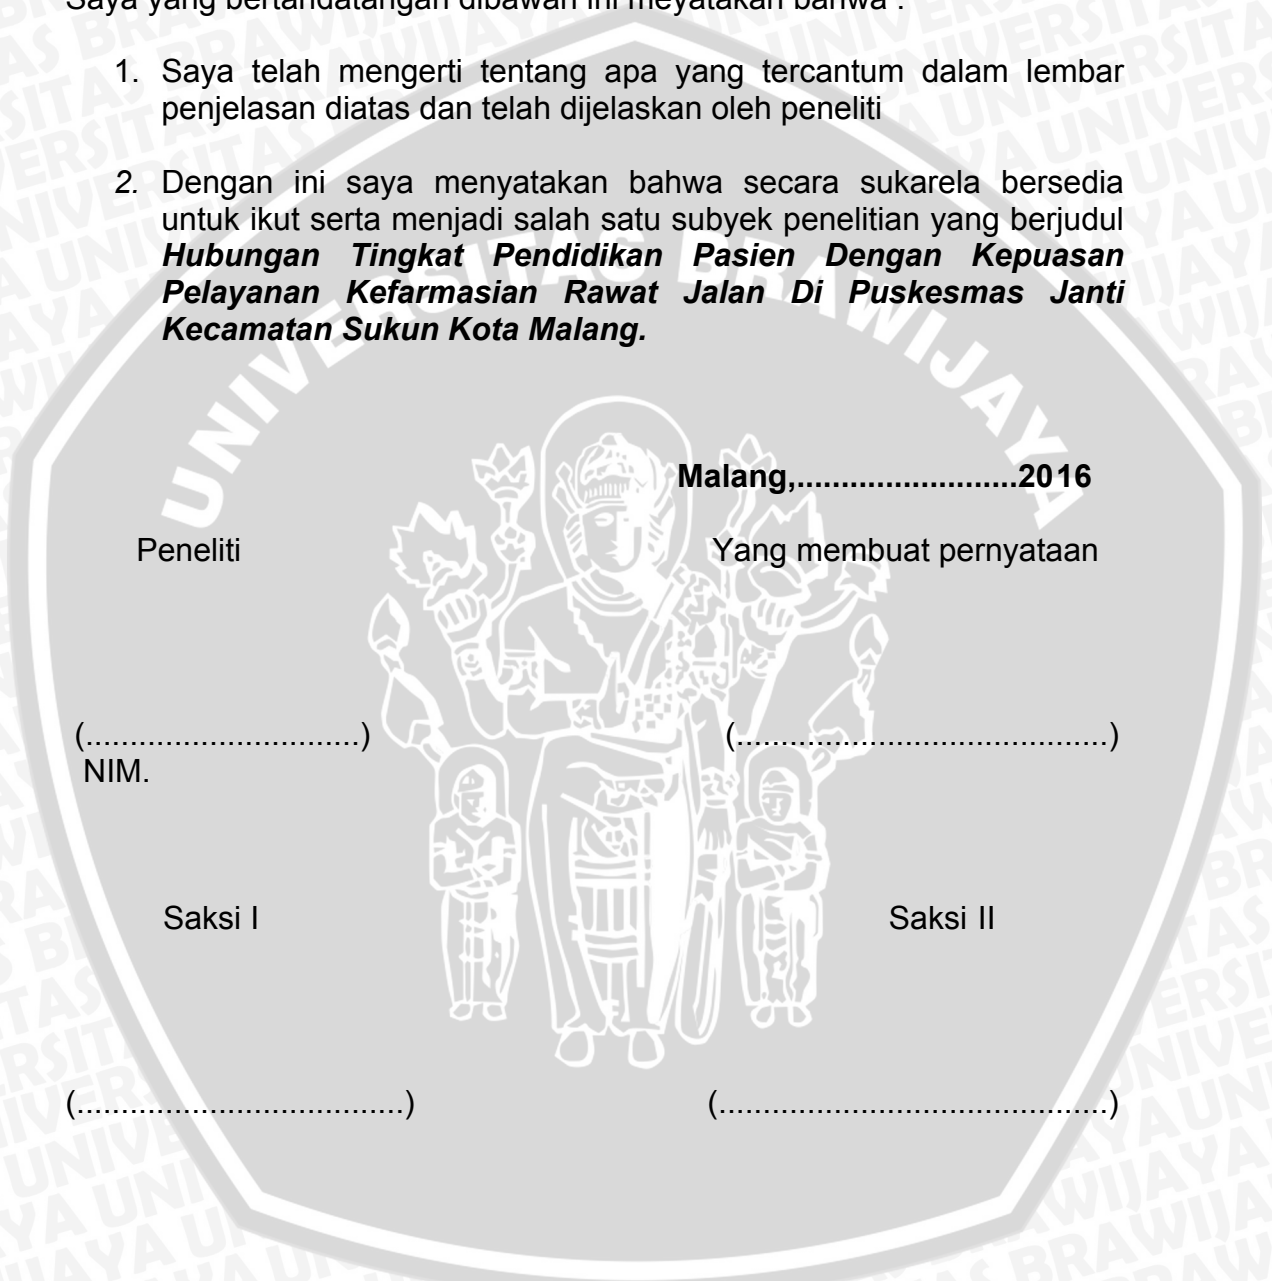 Saya yang bertandatangan dibawah ini meyatakan bahwa :
1. Saya telah mengerti tentang apa yang tercantum dalam lembar
penjelasan diatas dan telah dijelaskan oleh peneliti
2. Dengan ini saya menyatakan bahwa secara sukarela bersedia
untuk ikut serta menjadi salah satu subyek penelitian yang berjudul
Hubungan Tingkat Pendidikan Pasien Dengan Kepuasan
Pelayanan Kefarmasian Rawat Jalan Di Puskesmas Janti
Kecamatan Sukun Kota Malang.
UNIVERSITAS BRAWIJAYA
Malang,.........................2016
Peneliti Yang membuat pernyataan
(...............................) (..........................................)
NIM.
Saksi I Saksi II
(.....................................) (............................................)